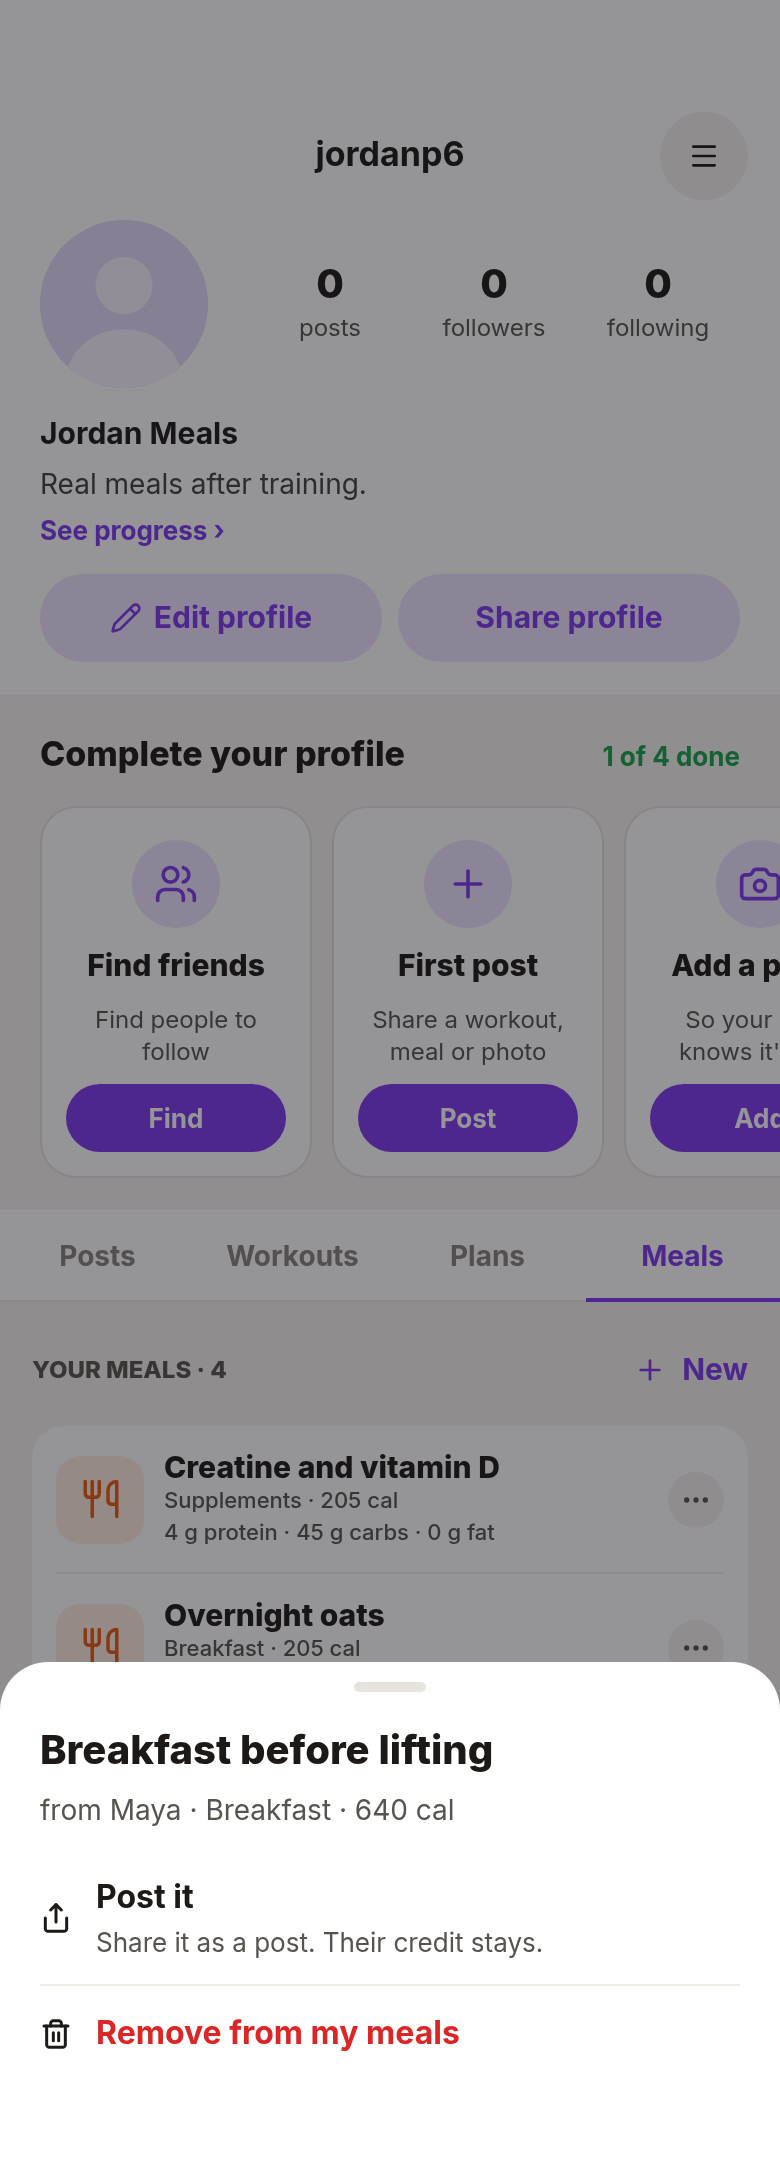 jordanp6
0
0
0
posts
followers
following
Jordan Meals
Real meals after training.
See progress ›
Edit profile
Share profile
Complete your profile
1 of 4 done
Find friends
Find people to
follow
Find
First post
Share a workout,
meal or photo
Post
Add a p
So your
knows it'
Add
Posts
Workouts
Plans
Meals
YOUR MEALS · 4
New
Creatine and vitamin D
Supplements · 205 cal
4 g protein · 45 g carbs · 0 g fat
Overnight oats
Breakfast · 205 cal
Breakfast before lifting
from Maya · Breakfast · 640 cal
Post it
Share it as a post. Their credit stays.
Remove from my meals